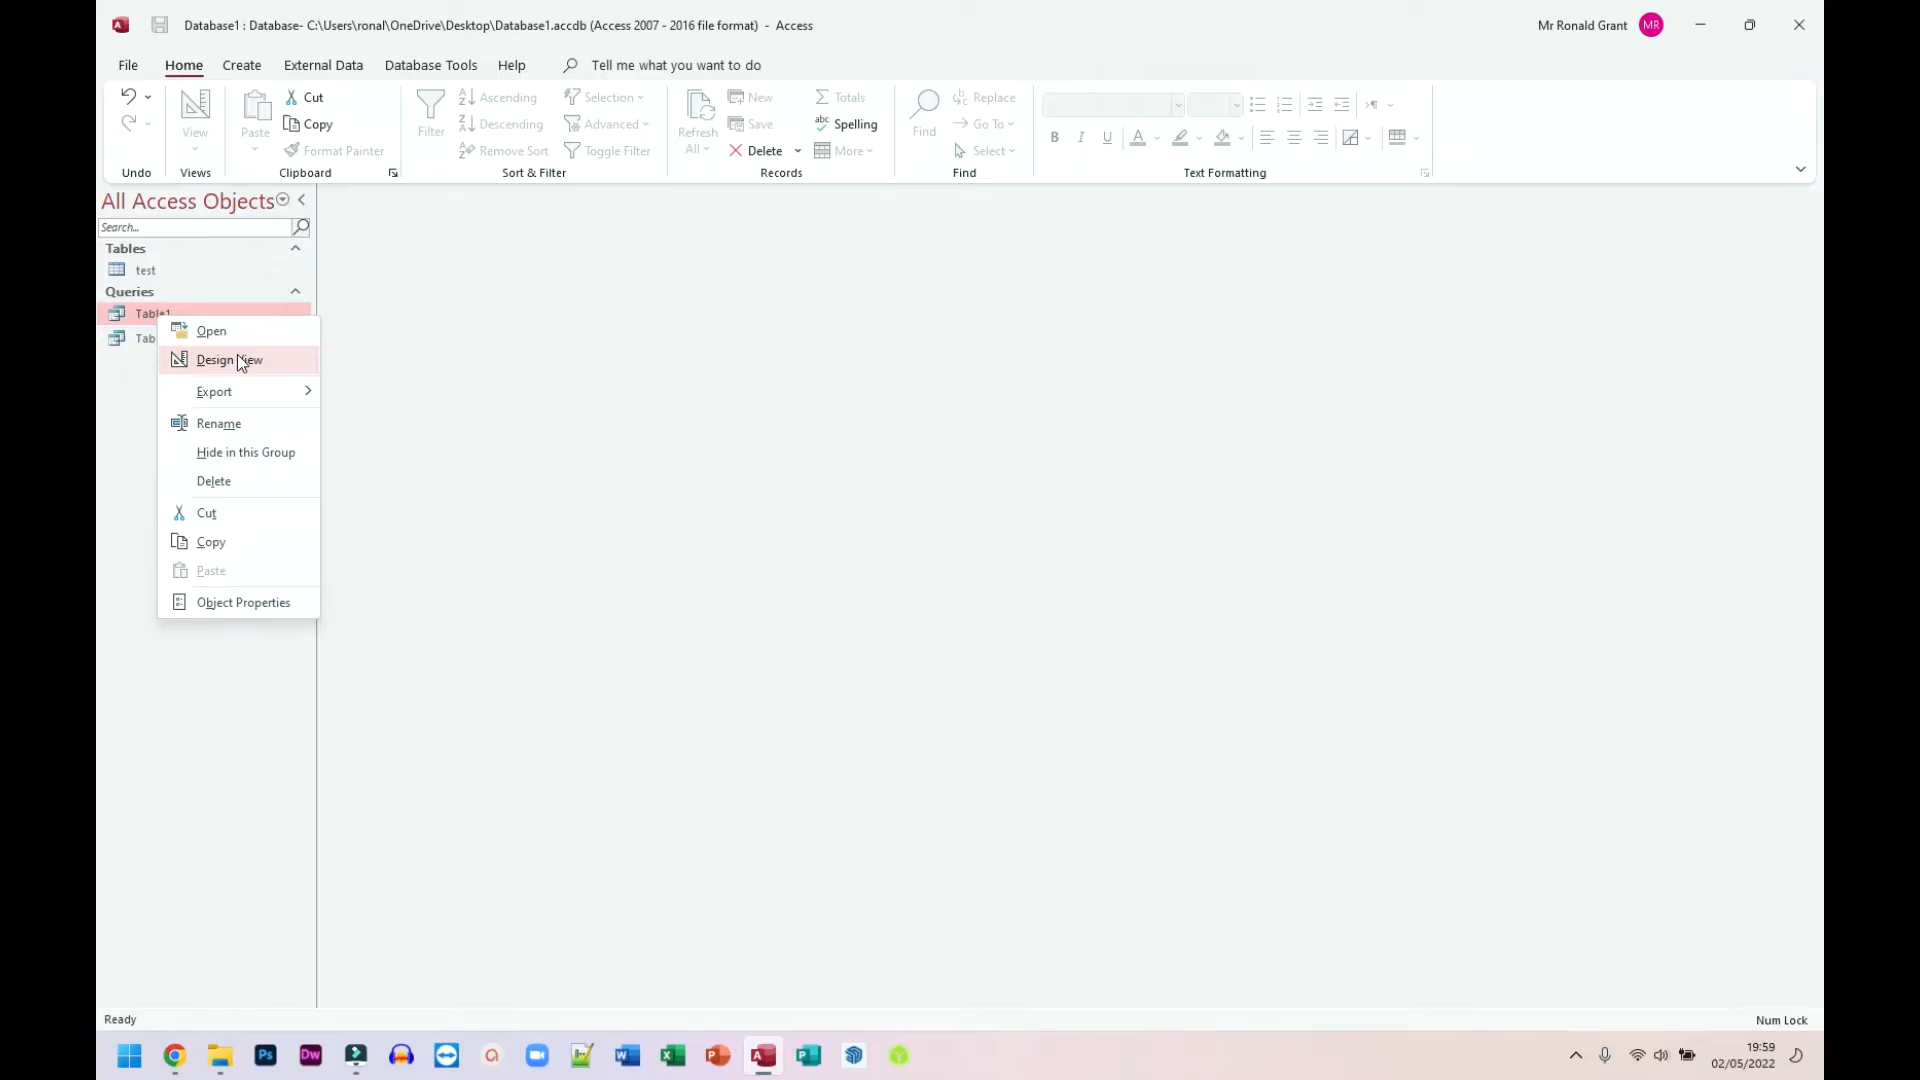 Database1 : Database- C:\Users\ronal\OneDrive\Desktop\Database1.accdb (Access 2007 - 2016 file format) - Access
Mr Ronald Grant
MR
File
Home
Create
External Data
Database Tools
Help
Tell me what you want to do
View
Paste
Cut
Copy
Format Painter
Filter
Ascending
Descending
Remove Sort
Selection
Advanced
Toggle Filter
Refresh
All
New
Save
Delete
Totals
Spelling
More
Find
Replace
Go To
Select
B I U A
Undo
Views
Clipboard
Sort & Filter
Records
Find
Text Formatting
All Access Objects
Search...
Tables
test
Queries
Table1
Tab
Open
Design View
Export
Rename
Hide in this Group
Delete
Cut
Copy
Paste
Object Properties
Ready
Num Lock
Ps
Dw
19:59
02/05/2022